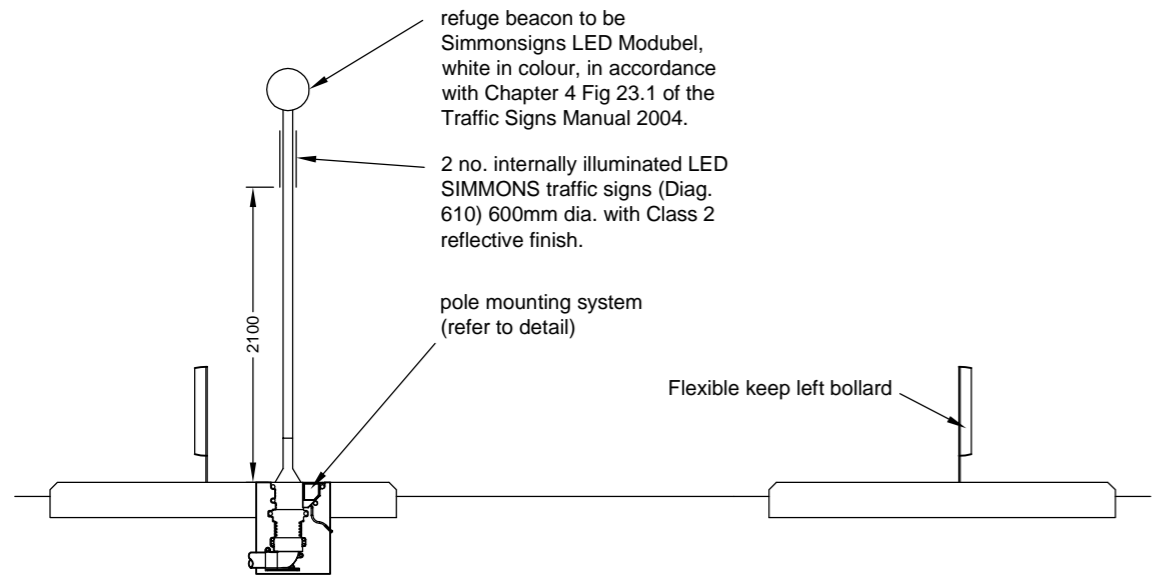 refuge beacon to be
Simmonsigns LED Modubel,
white in colour, in accordance
with Chapter 4 Fig 23.1 of the
Traffic Signs Manual 2004.
2 no. internally illuminated LED
SIMMONS traffic signs (Diag.
610) 600mm dia. with Class 2
reflective finish.
pole mounting system
(refer to detail)
2100
Flexible keep left bollard